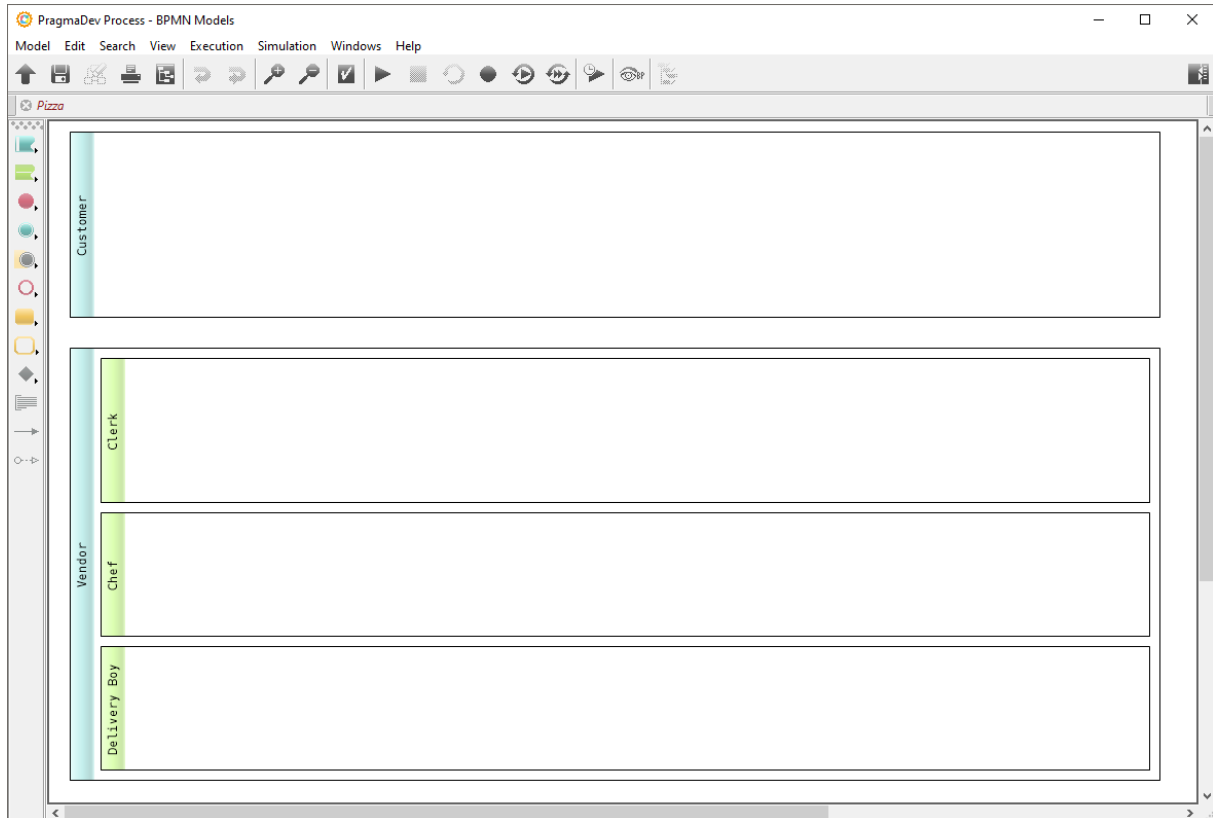 PragmaDev Process - BPMN Models
Model Edit Search View Execution Simulation Windows Help
BP
Pizza
Customer
Vendor
Clerk
Chef
Delivery Boy